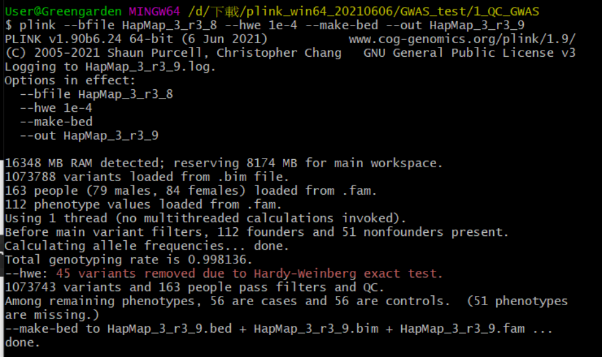 User@Greengarden MINGW64 /d/下載/plink_win64_20210606/GWAS_test/1_QC_GWAS
$ plink --bfile HapMap_3_r3_8 --hwe 1e-4 --make-bed --out HapMap_3_r3_9
PLINK v1.90b6.24 64-bit (6 Jun 2021)           www.cog-genomics.org/plink/1.9/
(C) 2005-2021 Shaun Purcell, Christopher Chang   GNU General Public License v3
Logging to HapMap_3_r3_9.log.
Options in effect:
  --bfile HapMap_3_r3_8
  --hwe 1e-4
  --make-bed
  --out HapMap_3_r3_9

16348 MB RAM detected; reserving 8174 MB for main workspace.
1073788 variants loaded from .bim file.
163 people (79 males, 84 females) loaded from .fam.
112 phenotype values loaded from .fam.
Using 1 thread (no multithreaded calculations invoked).
Before main variant filters, 112 founders and 51 nonfounders present.
Calculating allele frequencies... done.
Total genotyping rate is 0.998136.
--hwe: 45 variants removed due to Hardy-Weinberg exact test.
1073743 variants and 163 people pass filters and QC.
Among remaining phenotypes, 56 are cases and 56 are controls.  (51 phenotypes
are missing.)
--make-bed to HapMap_3_r3_9.bed + HapMap_3_r3_9.bim + HapMap_3_r3_9.fam ...
done.